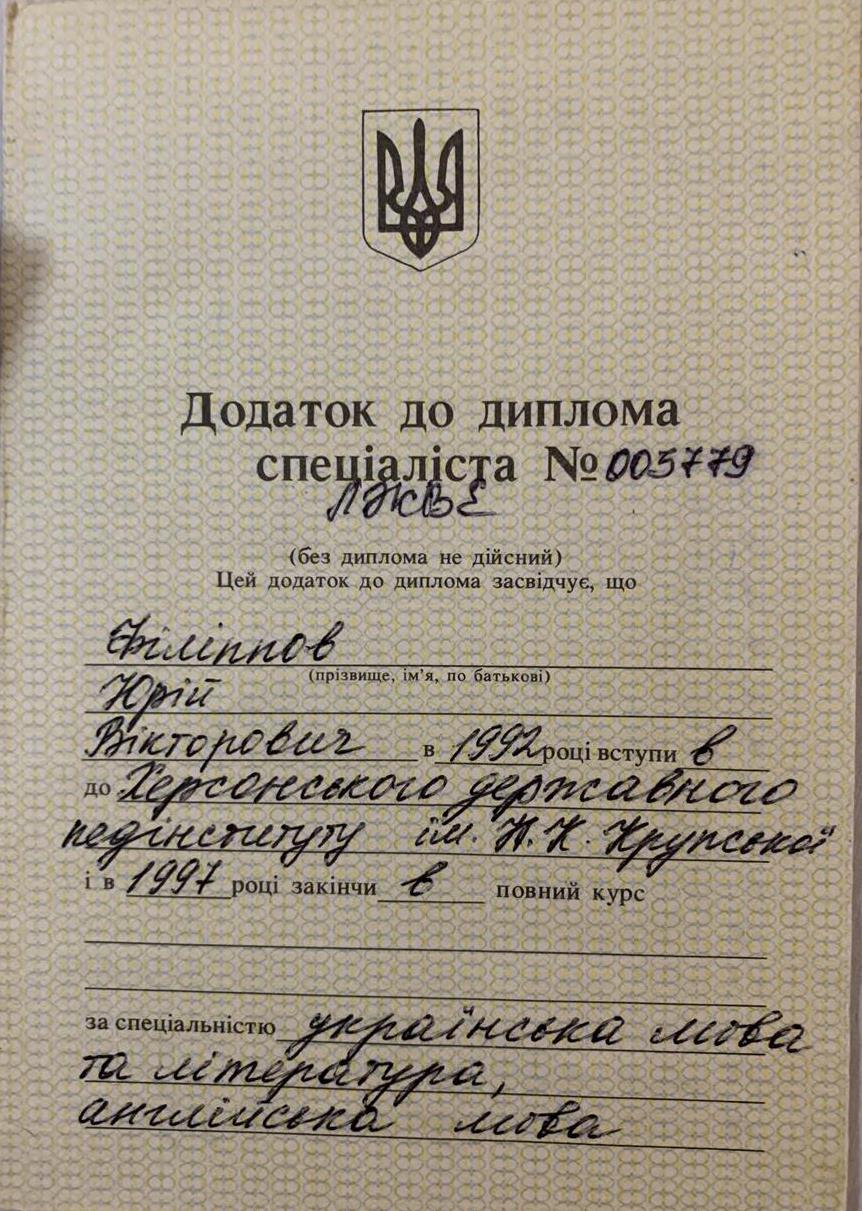 Додаток до диплома
спеціаліста № 003779
ЛЖВЕ
(без диплома не дійсний)
Цей додаток до диплома засвідчує, що
Філіппов
(прізвище, ім'я, по батькові)
Юрій
Вікторович в 1992 році вступи в
до Херсонського державного
педінституту ім. Н. К. Крупської
і в 1997 році закінчи в повний курс
за спеціальністю українська мова
та література,
англійська мова